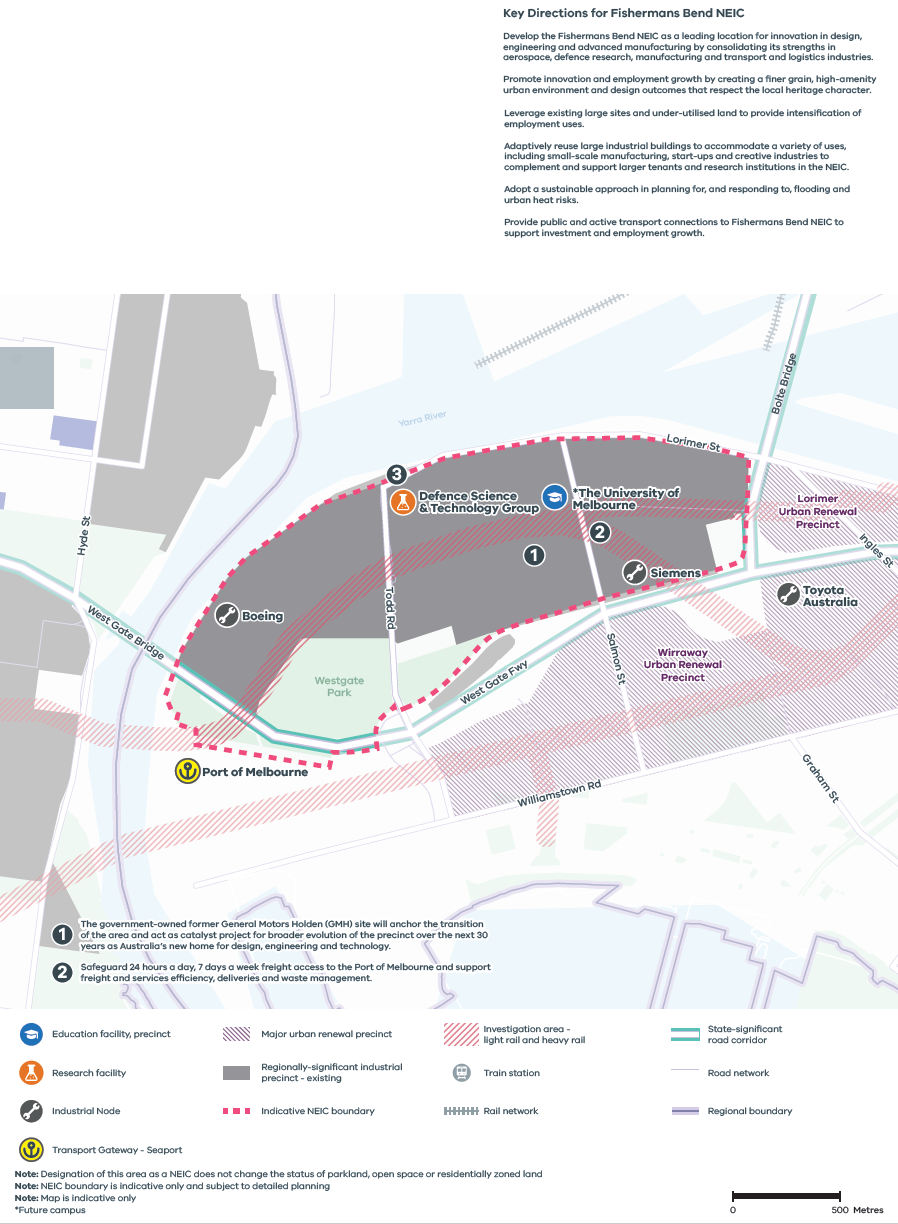 Key Directions for Fishermans Bend NEIC
Develop the Fishermans Bend NEIC as a leading location for innovation in design,
engineering and advanced manufacturing by consolidating its strengths in
aerospace, defence research, manufacturing and transport and logistics industries.
Promote innovation and employment growth by creating a finer grain, high-amenity
urban environment and design outcomes that respect the local heritage character.
Leverage existing large sites and under-utilised land to provide intensification of
employment uses.
Adaptively reuse large industrial buildings to accommodate a variety of uses,
including small-scale manufacturing, start-ups and creative industries to
complement and support larger tenants and research institutions in the NEIC.
Adopt a sustainable approach in planning for, and responding to, flooding and
urban heat risks.
Provide public and active transport connections to Fishermans Bend NEIC to
support investment and employment growth.
Bolte Bridge
Yarra River
Lorimer St
3
Defence Science
& Technology Group
*The University of
Melbourne
Lorimer
Urban Renewal
Precinct
Hyde St
2
1
Ingles St
Siemens
Toyota
Australia
Boeing
Todd Rd
West Gate Bridge
Salmon St
Wirraway
Urban Renewal
Precinct
West Gate Fwy
Westgate
Park
Port of Melbourne
Williamstown Rd
Graham St
1
The government-owned former General Motors Holden (GMH) site will anchor the transition
of the area and act as catalyst project for broader evolution of the precinct over the next 30
years as Australia's new home for design, engineering and technology.
2
Safeguard 24 hours a day, 7 days a week freight access to the Port of Melbourne and support
freight and services efficiency, deliveries and waste management.
Education facility, precinct
Research facility
Industrial Node
Transport Gateway - Seaport
Major urban renewal precinct
Regionally-significant industrial
precinct - existing
Indicative NEIC boundary
Investigation area -
light rail and heavy rail
Train station
Rail network
State-significant
road corridor
Road network
Regional boundary
Note: Designation of this area as a NEIC does not change the status of parkland, open space or residentially zoned land
Note: NEIC boundary is indicative only and subject to detailed planning
Note: Map is indicative only
*Future campus
0 500 Metres